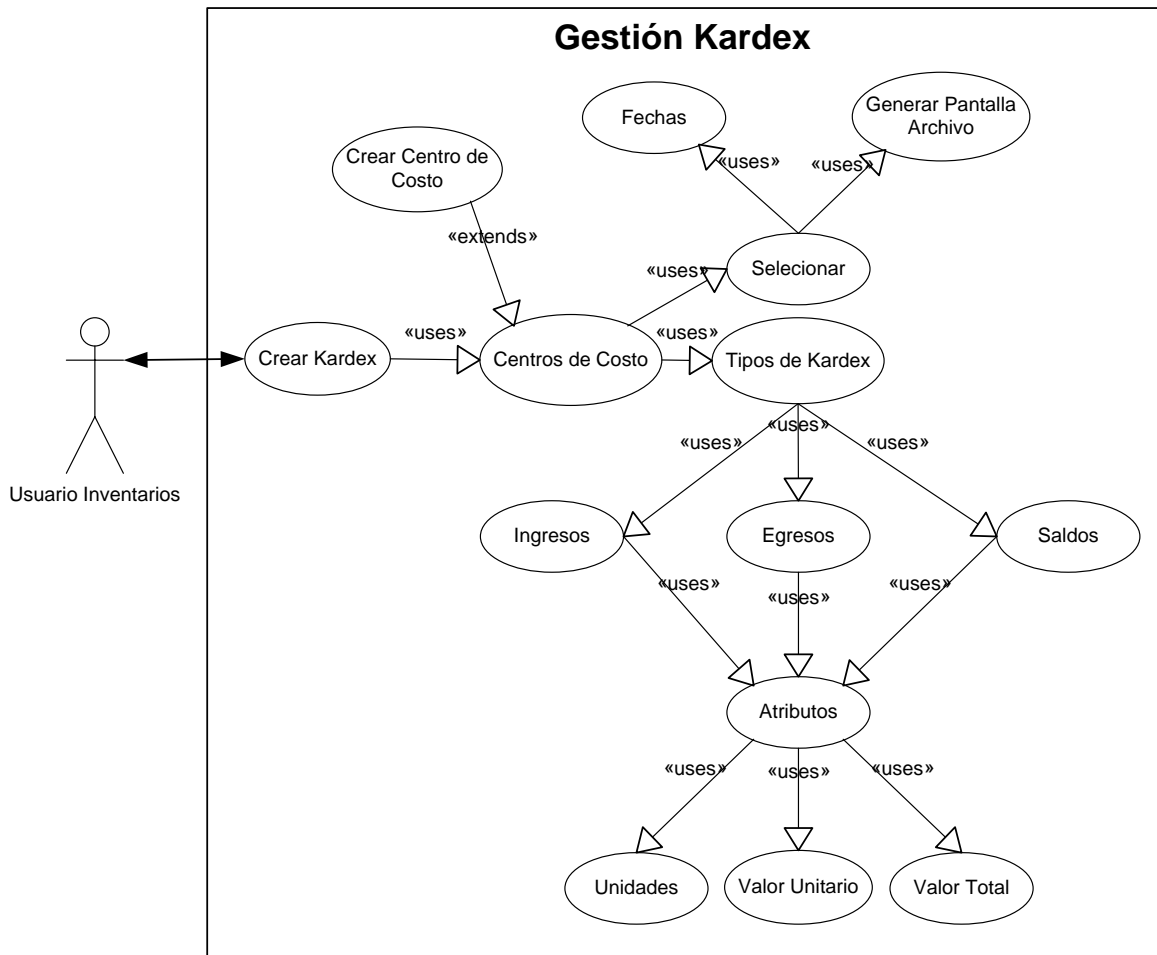 Gestión Kardex
Fechas
Generar Pantalla
Archivo
«uses»
«uses»
Crear Centro de
Costo
«extends»
Selecionar
«uses»
Crear Kardex
«uses»
Centros de Costo
«uses»
Tipos de Kardex
Usuario Inventarios
«uses»
«uses»
«uses»
Ingresos
Egresos
Saldos
«uses»
«uses»
«uses»
Atributos
«uses»
«uses»
«uses»
Unidades
Valor Unitario
Valor Total